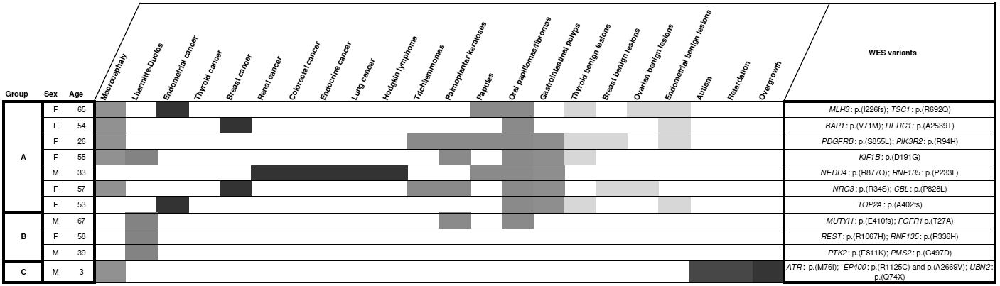 Macrocephaly
Lhermitte-Duclos
Endometrial cancer
Thyroid cancer
Breast cancer
Renal cancer
Colorectal cancer
Endocrine cancer
Lung cancer
Hodgkin lymphoma
Trichilemmomas
Palmoplantar keratoses
Papules
Oral papillomas/fibromas
Gastrointestinal polyps
Thyroid benign lesions
Breast benign lesions
Ovarian benign lesions
Endometrial benign lesions
Autism
Retardation
Overgrowth
WES variants
Group Sex Age
F 65 MLH3: p.(I226fs); TSC1: p.(R692Q)
F 54 BAP1: p.(V71M); HERC1: p.(A2539T)
F 26 PDGFRB: p.(S855L); PIK3R2: p.(R94H)
A F 55 KIF1B: p.(D191G)
M 33 NEDD4: p.(R877Q); RNF135: p.(P233L)
F 57 NRG3: p.(R34S); CBL: p.(P828L)
F 53 TOP2A: p.(A402fs)
M 67 MUTYH: p.(E410fs); FGFR1 p.(T27A)
B F 58 REST: p.(R1067H); RNF135: p.(R336H)
M 39 PTK2: p.(E811K); PMS2: p.(G497D)
C M 3 ATR: p.(M76I); EP400: p.(R1125C) and p.(A2669V); UBN2:
p.(Q74X)